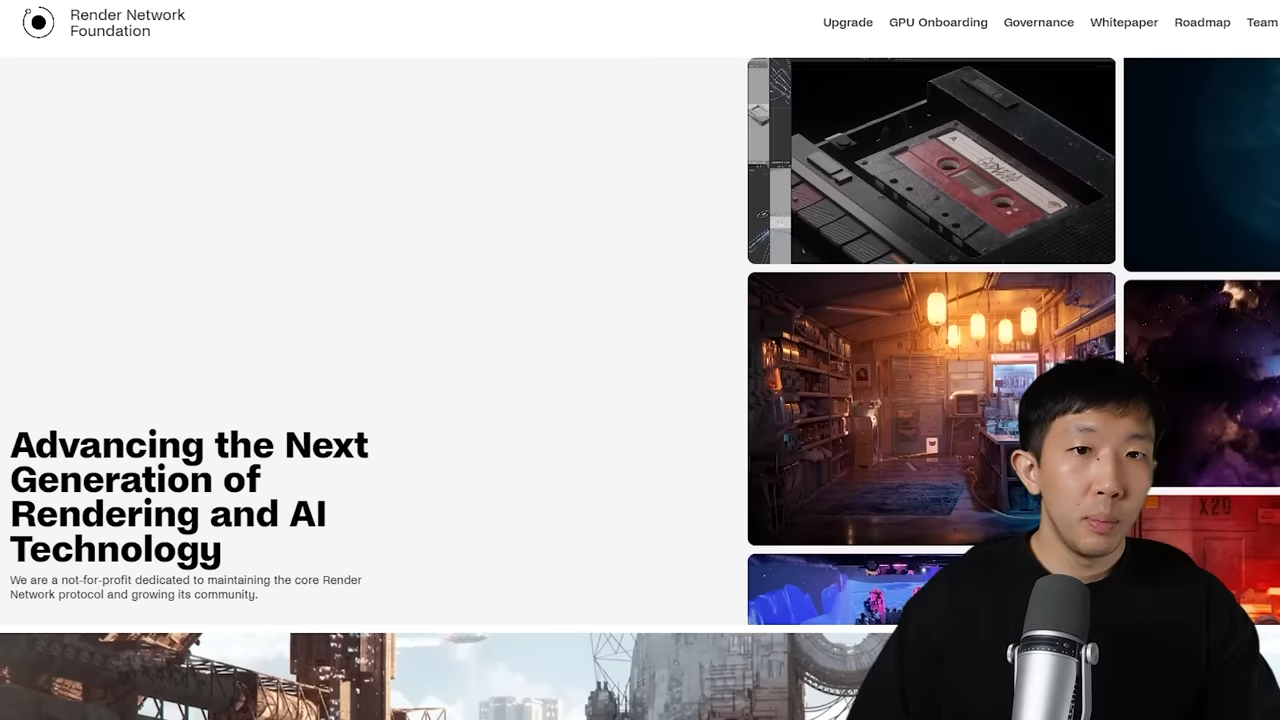 Render Network
Foundation
Upgrade GPU Onboarding Governance Whitepaper Roadmap Team
A
X29
Advancing the Next
Generation of
Rendering and AI
Technology
We are a not-for-profit dedicated to maintaining the core Render
Network protocol and growing its community.